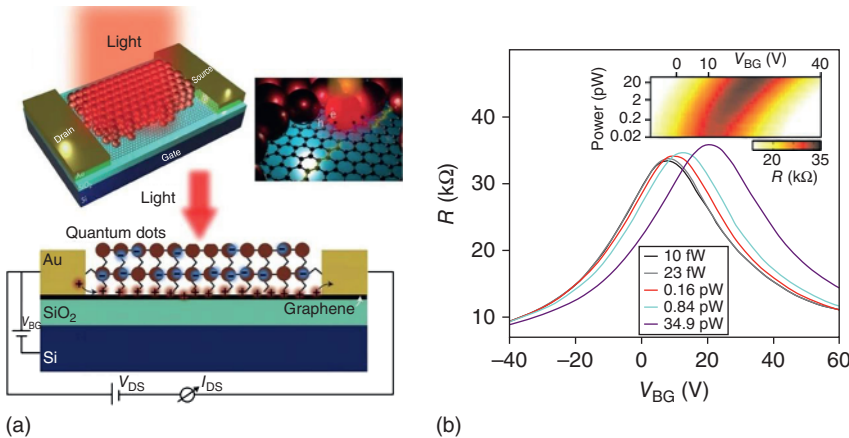 Light
Source
Drain
Gate
Si
Light
Quantum dots
Au
Graphene
SiO2
Si
VBG
VDS
IDS
(a)
VBG (V)
0 10 40
Power (pW)
20
2
0.2
0.02
20 35
R (kΩ)
R (kΩ)
40
30
20
10
10 fW
23 fW
0.16 pW
0.84 pW
34.9 pW
−40 −20 0 20 40 60
VBG (V)
(b)